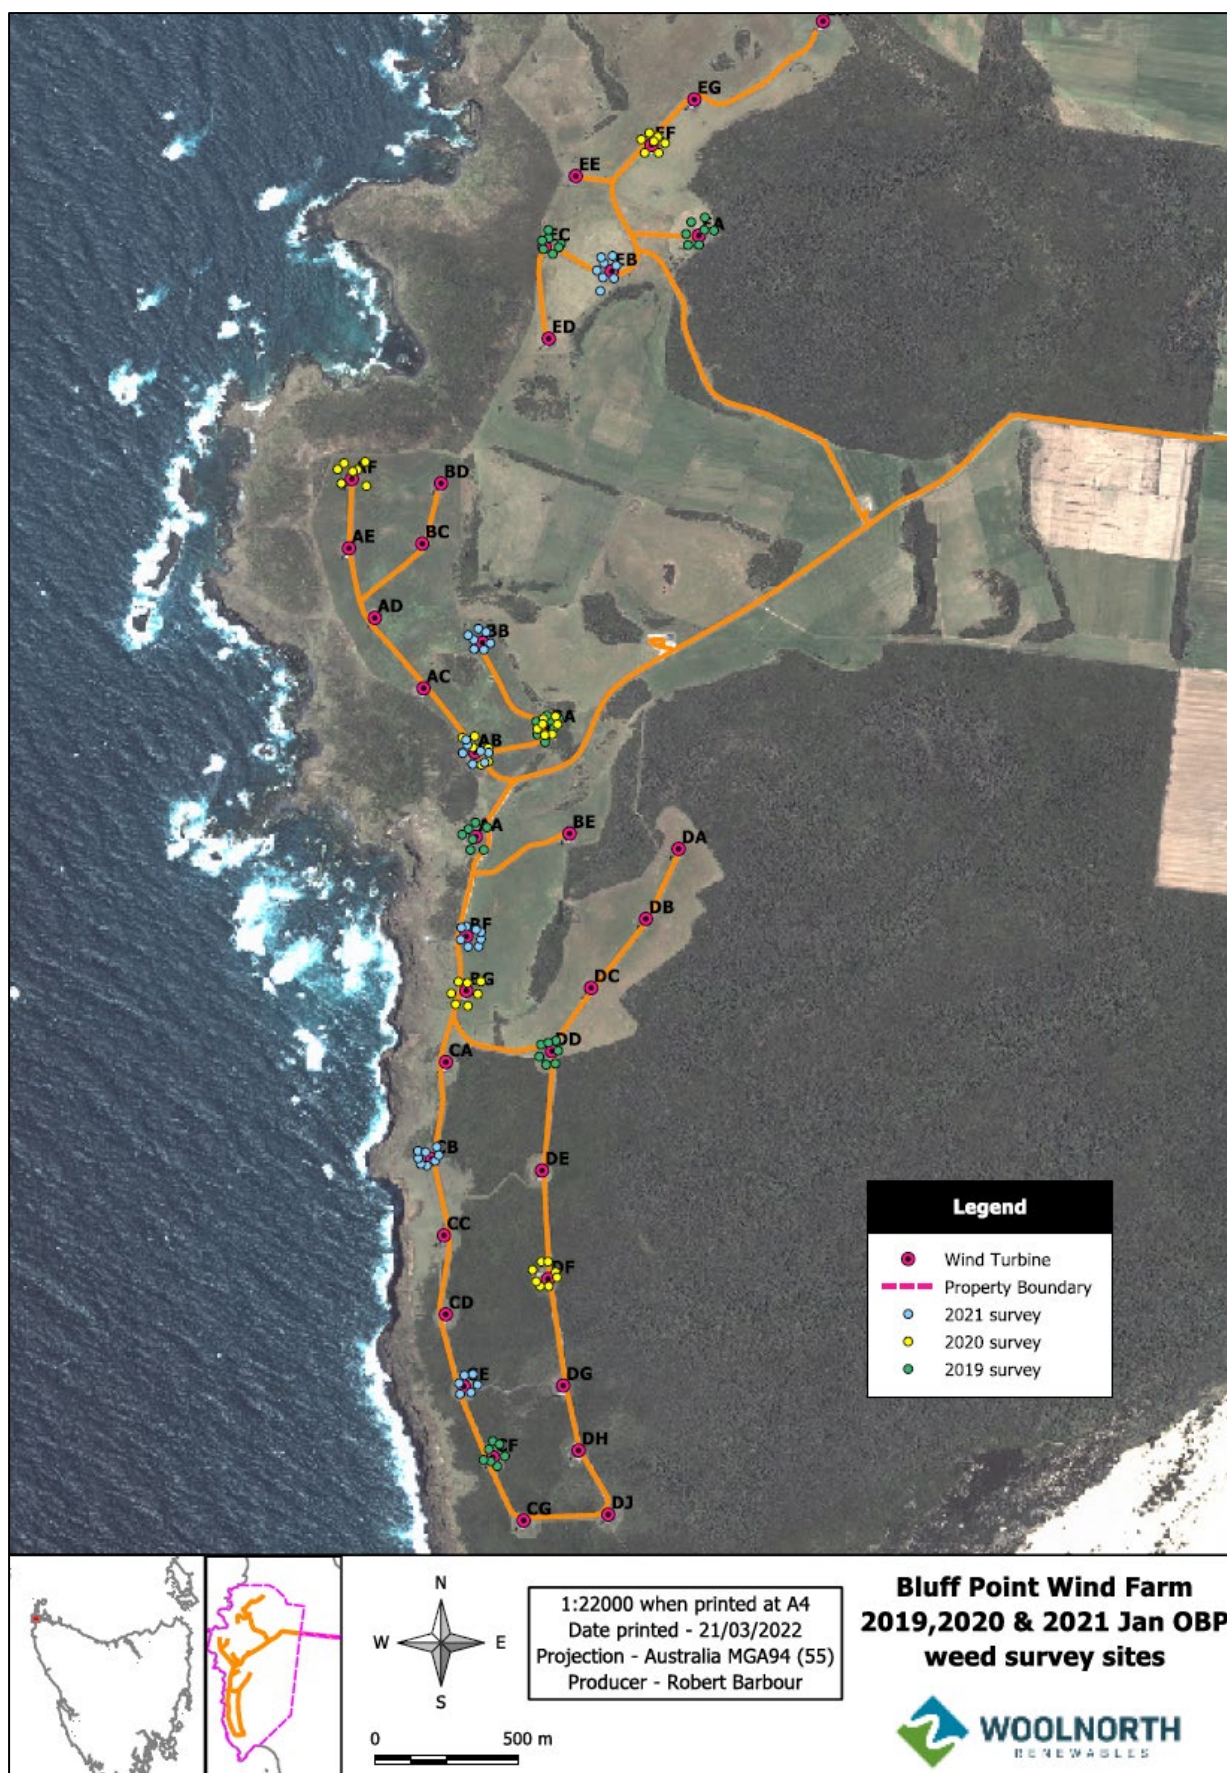 EG
EF
EE
EA
EC
EB
ED
AF
BD
BC
AE
AD
BB
AC
BA
AB
AA
BE
DA
BF
DB
BG
DC
DD
CA
CB
DE
CC
DF
CD
CE
DG
CF
DH
CG
DJ
Legend
Wind Turbine
Property Boundary
2021 survey
2020 survey
2019 survey
N
W
E
S
0
500 m
1:22000 when printed at A4
Date printed - 21/03/2022
Projection - Australia MGA94 (55)
Producer - Robert Barbour
Bluff Point Wind Farm
2019,2020 & 2021 Jan OBP
weed survey sites
WOOLNORTH
RENEWABLES